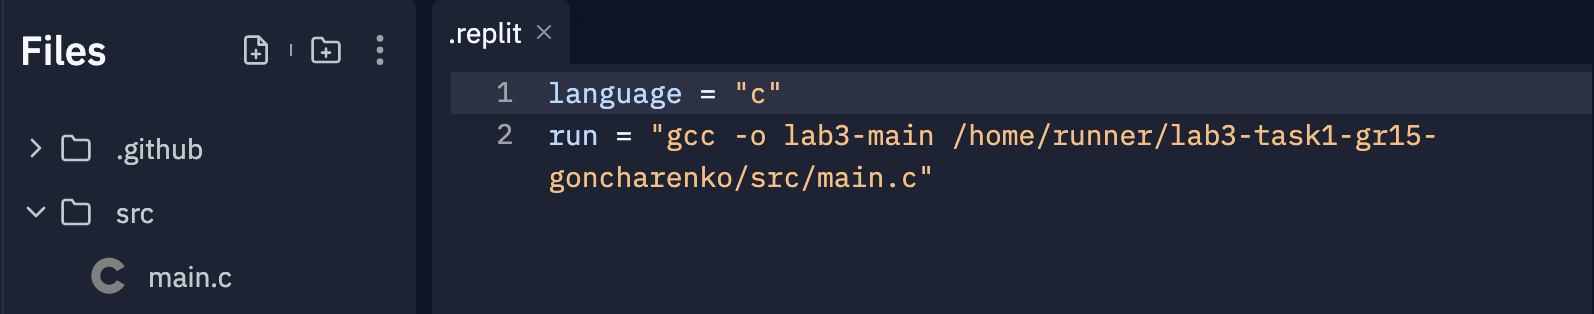 Files
.github
src
main.c
.replit
1 language = "c"
2 run = "gcc -o lab3-main /home/runner/lab3-task1-gr15-
goncharenko/src/main.c"